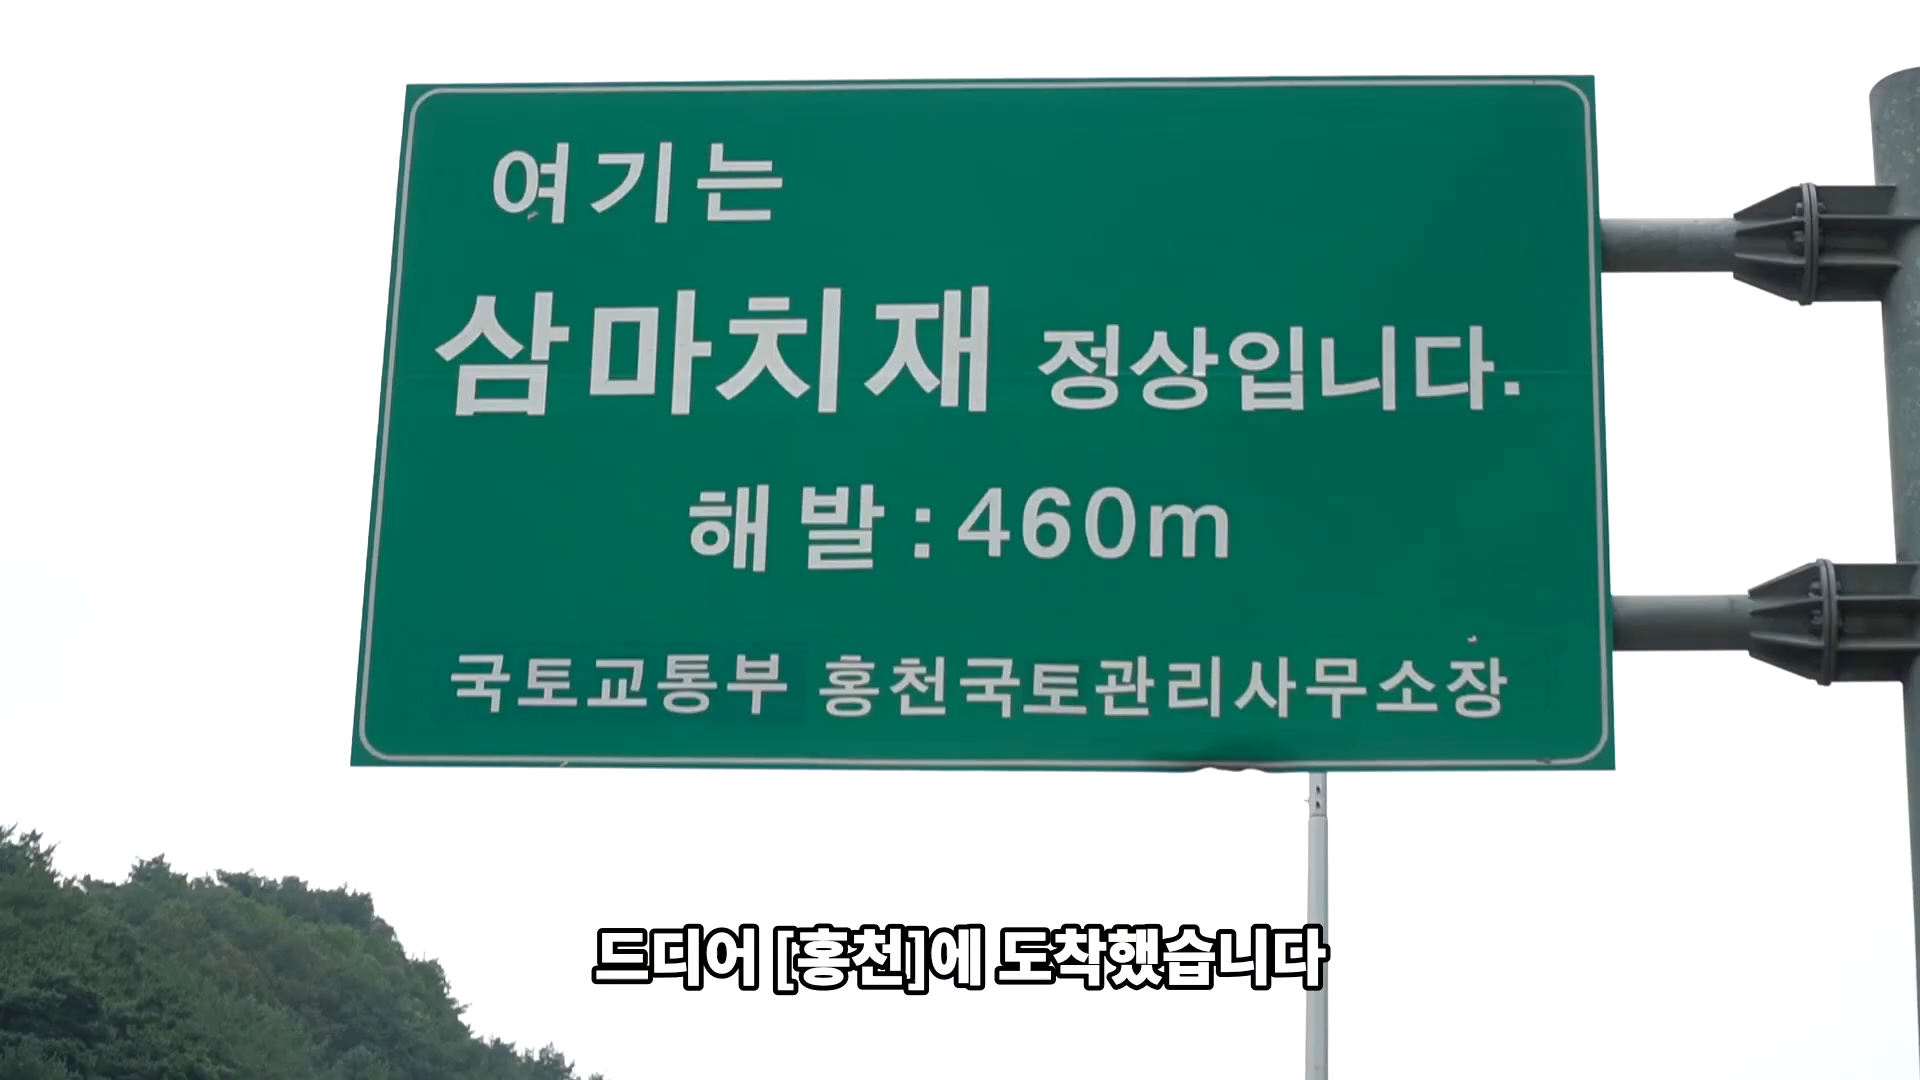 여기는
삼마치재 정상입니다.
해발:460m
국토교통부 홍천국토관리사무소장
드디어 [홍천]에 도착했습니다